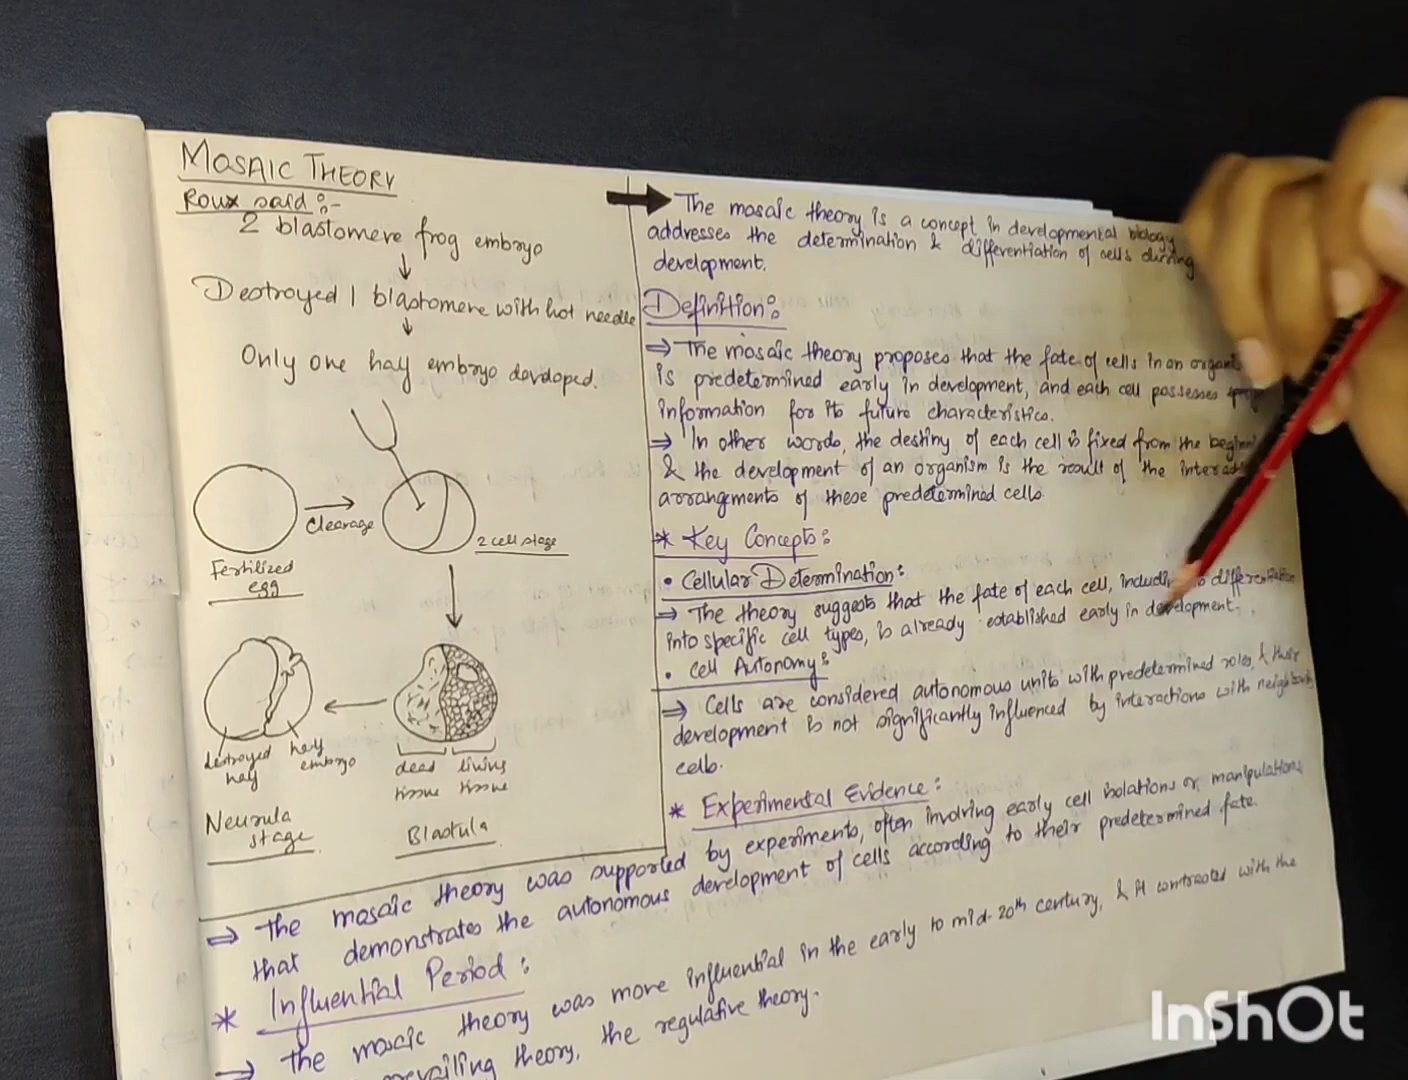 MOSAIC THEORY
Roux said :-
2 blastomere frog embryo
Destroyed 1 blastomere with hot needle
Only one half embryo developed.
Cleavage
2 cell stage
Fertilized
egg
destroyed
half
half
embryo
dead
tissue
living
tissue
Neurula
stage
Blastula
The mosaic theory is a concept in developmental biology
addresses the determination & differentiation of cells during
development.
Definition:
⇒ The mosaic theory proposes that the fate of cells in an
is predetermined early in development, and each cell possesses
information for its future characteristics.
⇒ In other words, the destiny of each cell is fixed from the
& the development of an organism is the result of the
arrangements of these predetermined cells.
* Key Concepts:
• Cellular Determination:
⇒ The theory suggests that the fate of each cell, differentiation
into specific cell types, is already established early in development.
• Cell Autonomy:
⇒ Cells are considered autonomous units with predetermined roles, & their
development is not significantly influenced by interactions with
cells.
* Experimental Evidence:
⇒ The mosaic theory was supported by experiments, often involving early cell isolations or manipulations
that demonstrates the autonomous development of cells according to their predetermined fate.
* Influential Period:
⇒ The mosaic theory was more influential in the early to mid-20th century, & it contrasted with the
prevailing theory, the regulative theory.
InShOt